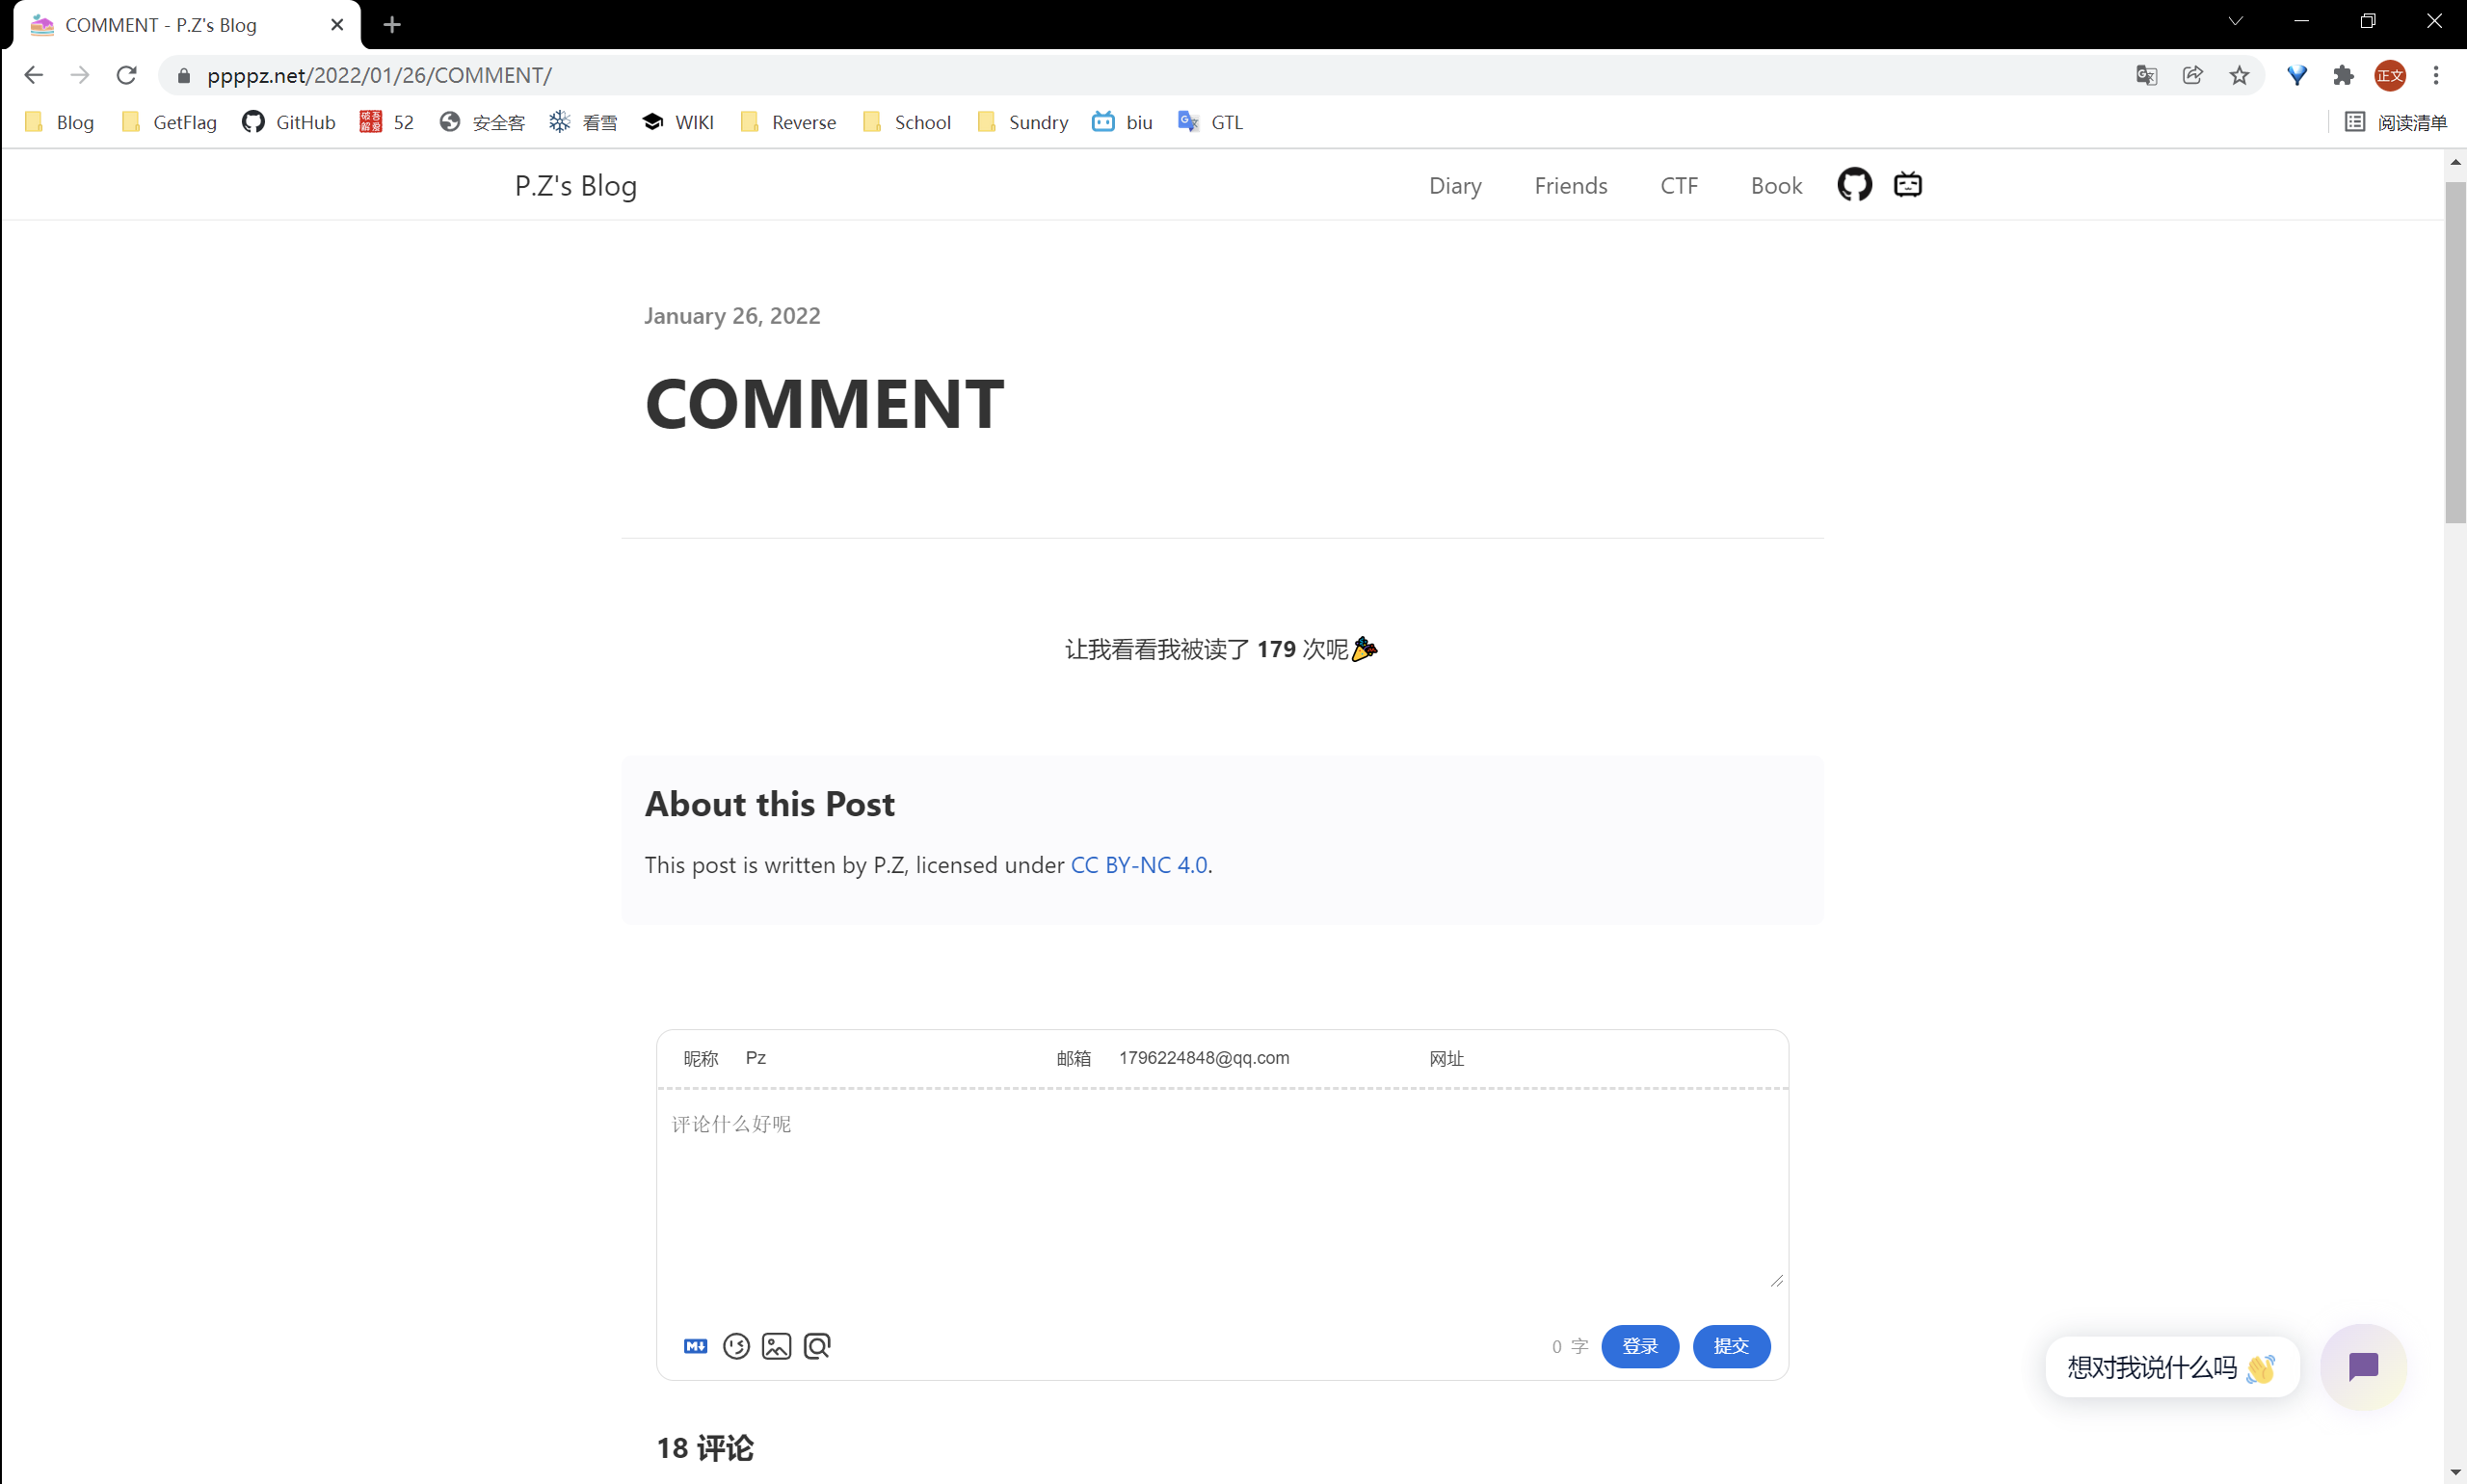 COMMENT - P.Z's Blog
ppppz.net/2022/01/26/COMMENT/
正文
Blog GetFlag GitHub 破吾解爱 52 安全客 看雪 WIKI Reverse School Sundry biu GTL 阅读清单
P.Z's Blog Diary Friends CTF Book
January 26, 2022
COMMENT
让我看看我被读了 179 次呢🎉
About this Post
This post is written by P.Z, licensed under CC BY-NC 4.0.
昵称 Pz 邮箱 1796224848@qq.com 网址
评论什么好呢
M↓ 0 字 登录 提交
想对我说什么吗 👋
18 评论